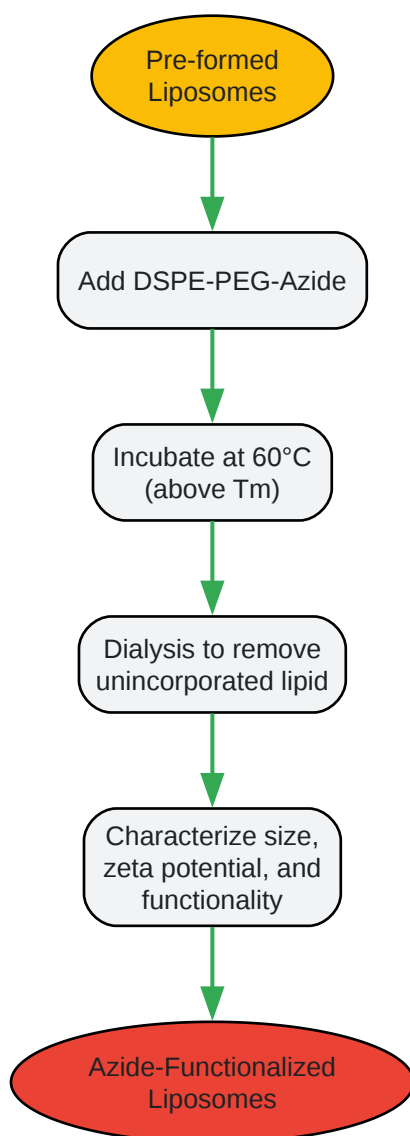 Pre-formed
Liposomes
Add DSPE-PEG-Azide
Incubate at 60°C
(above Tm)
Dialysis to remove
unincorporated lipid
Characterize size,
zeta potential, and
functionality
Azide-Functionalized
Liposomes